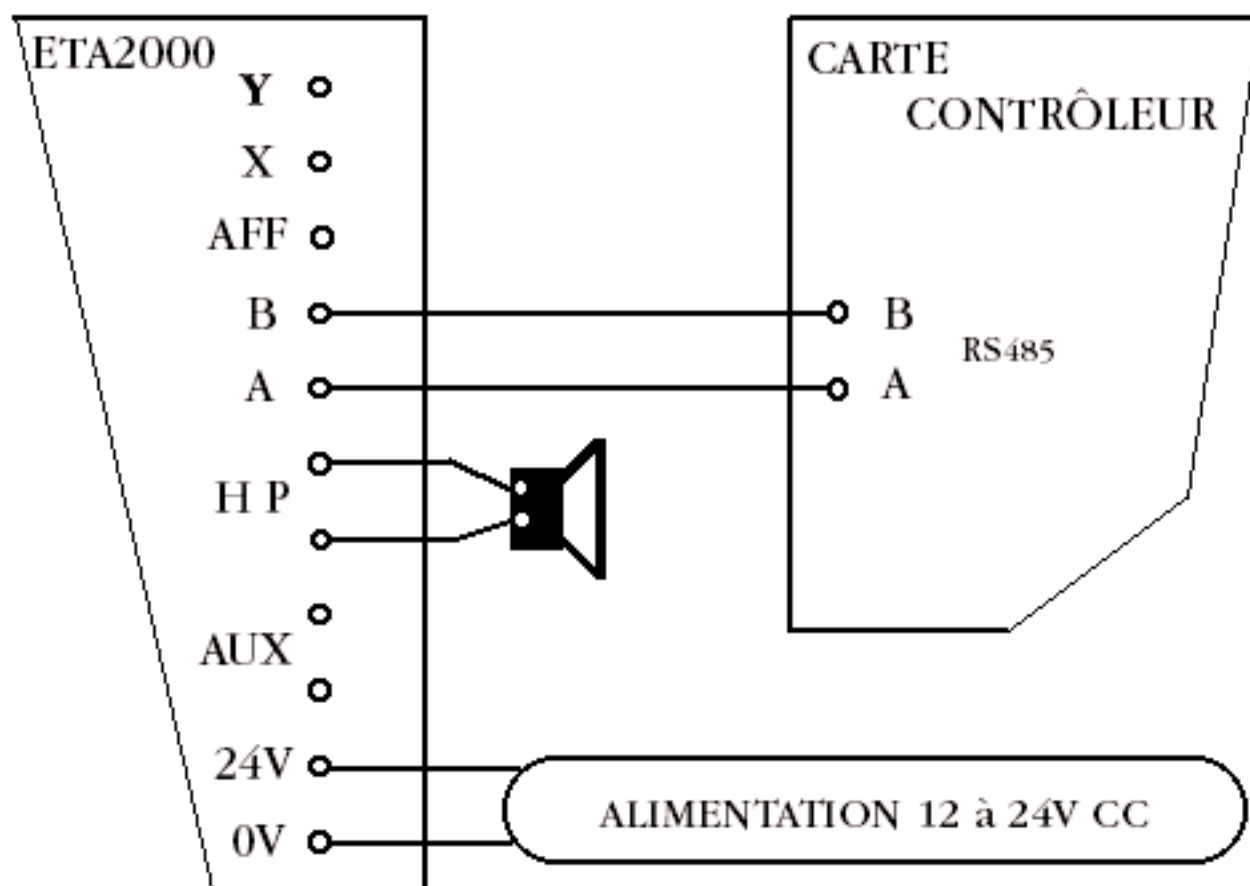 ETA2000
Y
X
AFF
B
A
H P
AUX
24V
0V
CARTE
CONTRÔLEUR
B
RS485
A
ALIMENTATION 12 à 24V CC